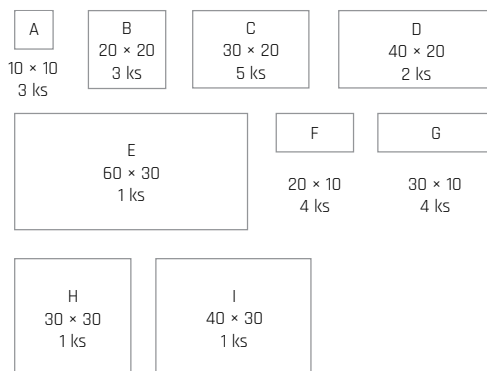 A
10 × 10
3 ks
B
20 × 20
3 ks
C
30 × 20
5 ks
D
40 × 20
2 ks
E
60 × 30
1 ks
F
20 × 10
4 ks
G
30 × 10
4 ks
H
30 × 30
1 ks
I
40 × 30
1 ks